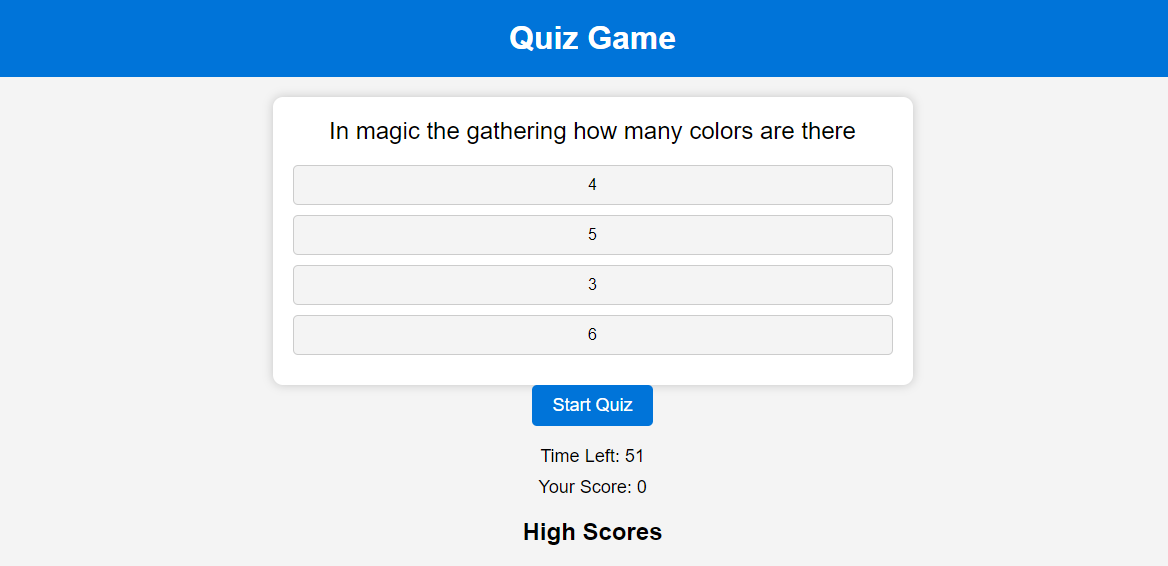 Quiz Game
In magic the gathering how many colors are there
4
5
3
6
Start Quiz
Time Left: 51
Your Score: 0
High Scores